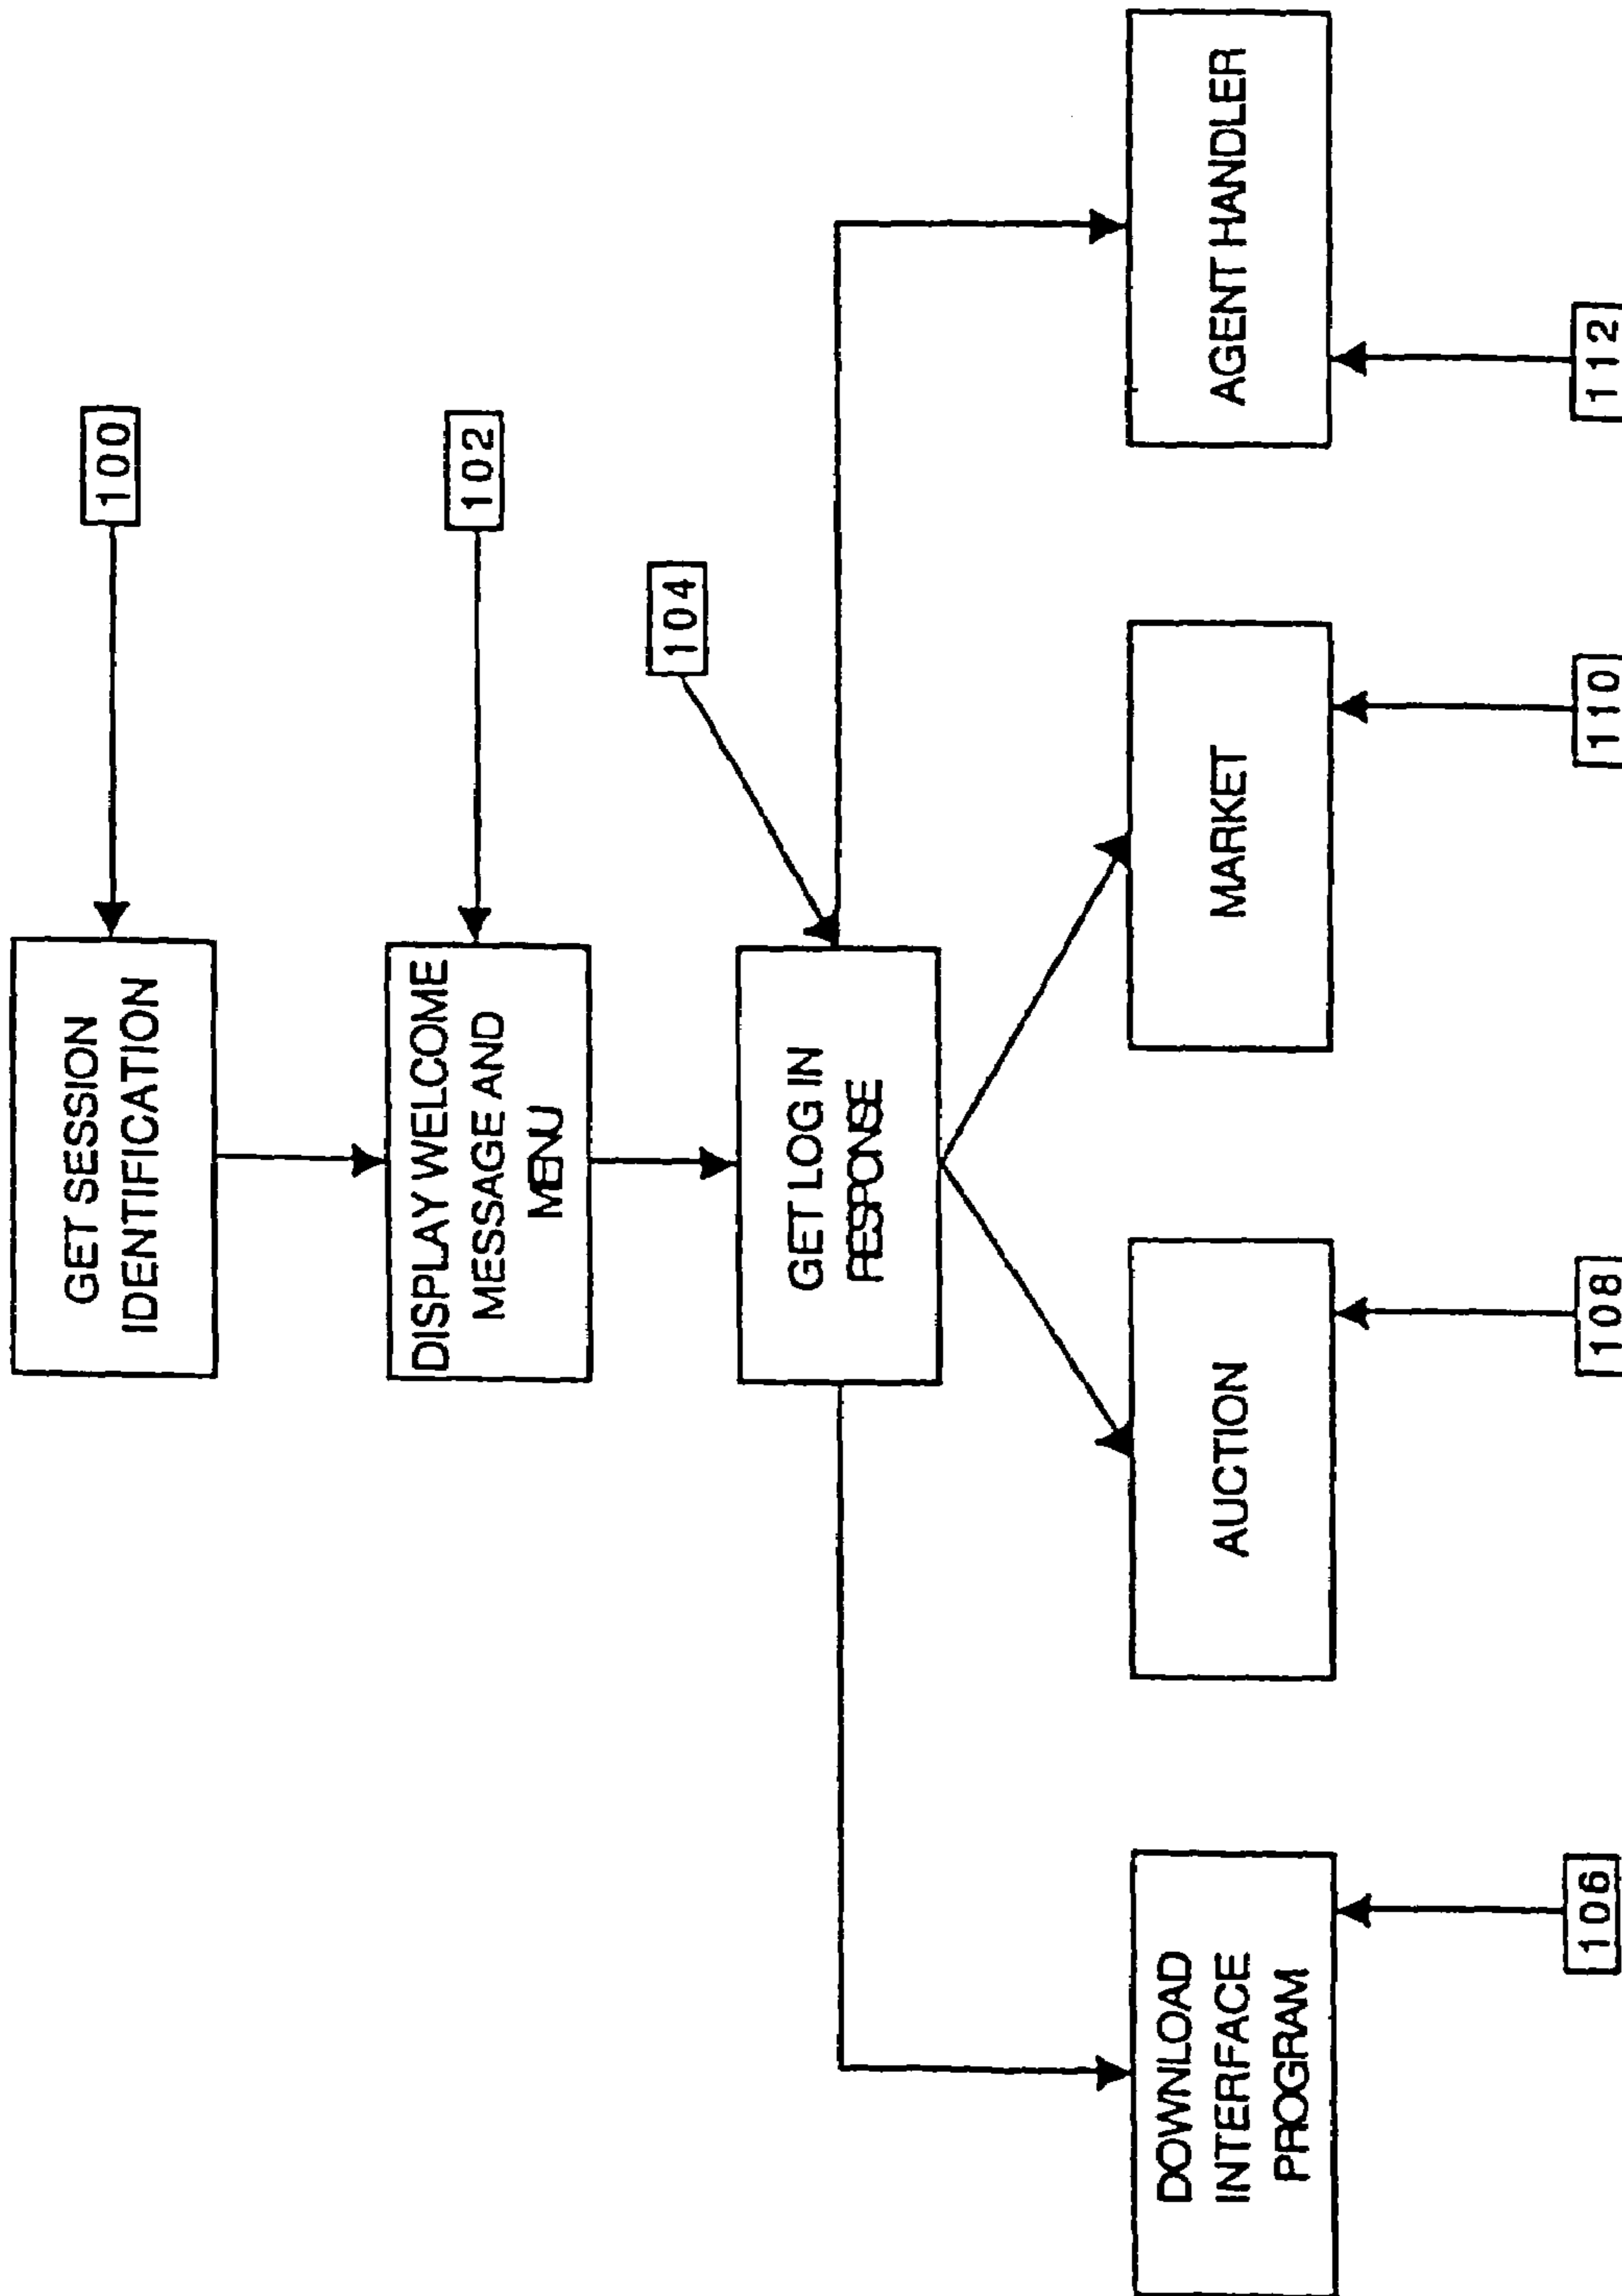 GET SESSION
IDENTIFICATION
100
DISPLAY WELCOME
MESSAGE AND
MENU
102
104
GET LOG IN
RESPONSE
DOWNLOAD
INTERFACE
PROGRAM
AUCTION
MARKET
AGENT HANDLER
106
108
110
112